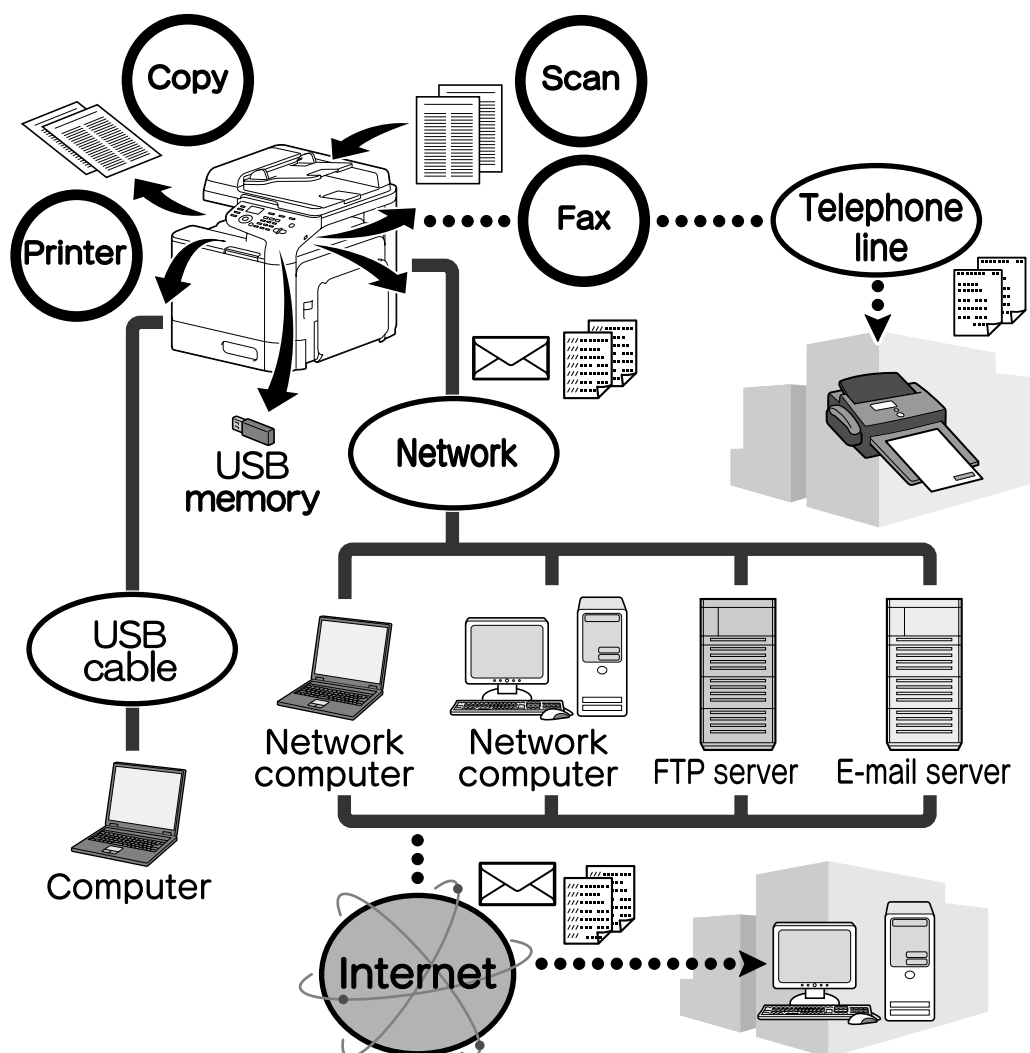 Copy
Scan
Printer
Fax
Telephone
line
USB
memory
Network
USB
cable
Network
computer
Network
computer
FTP server
E-mail server
Computer
Internet